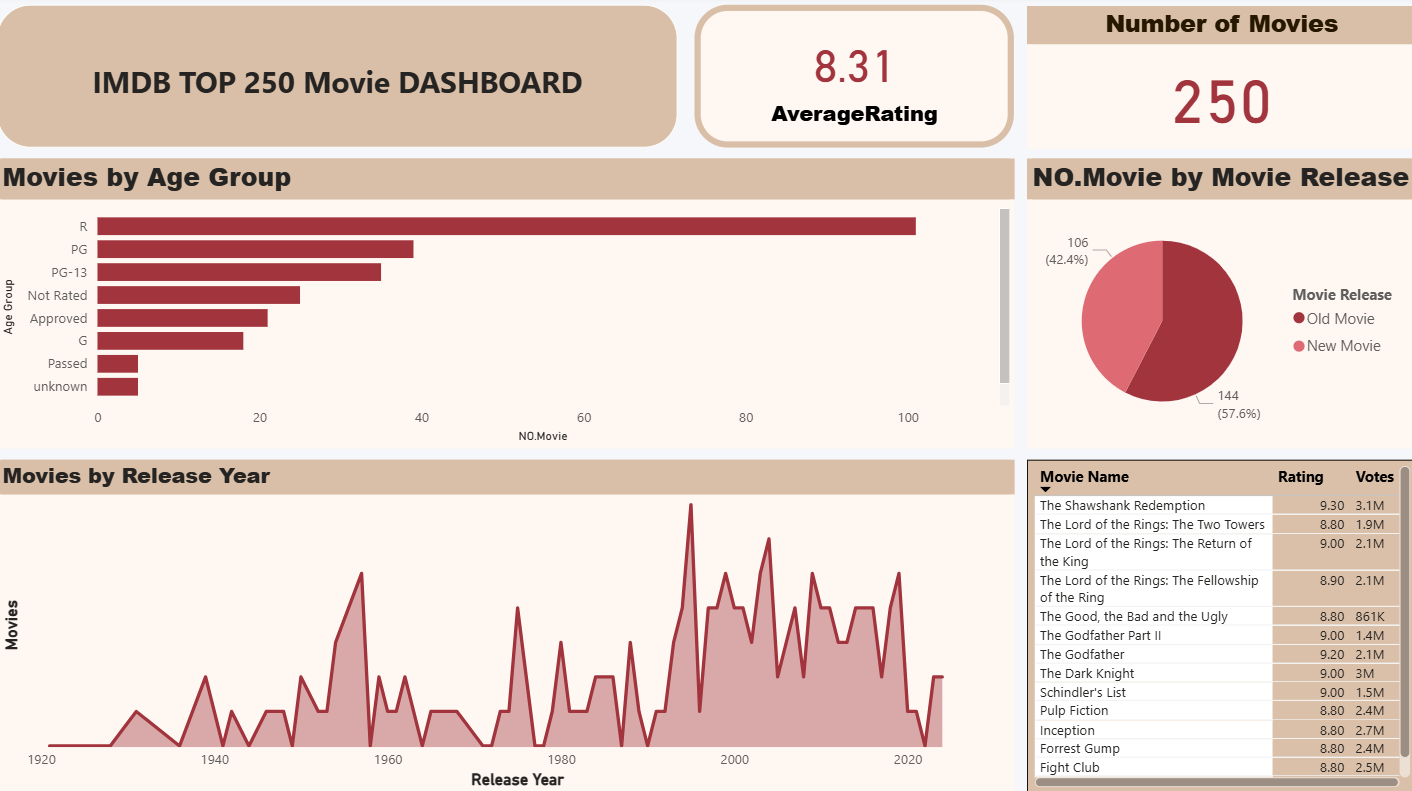 IMDB TOP 250 Movie DASHBOARD
8.31
AverageRating
Number of Movies
250
Movies by Age Group
Age Group
R
PG
PG-13
Not Rated
Approved
G
Passed
unknown
0 20 40 60 80 100
NO.Movie
NO.Movie by Movie Release
106
(42.4%)
144
(57.6%)
Movie Release
Old Movie
New Movie
Movies by Release Year
Movies
1920 1940 1960 1980 2000 2020
Release Year
Movie Name Rating Votes
The Shawshank Redemption 9.30 3.1M
The Lord of the Rings: The Two Towers 8.80 1.9M
The Lord of the Rings: The Return of 9.00 2.1M
the King
The Lord of the Rings: The Fellowship 8.90 2.1M
of the Ring
The Good, the Bad and the Ugly 8.80 861K
The Godfather Part II 9.00 1.4M
The Godfather 9.20 2.1M
The Dark Knight 9.00 3M
Schindler's List 9.00 1.5M
Pulp Fiction 8.80 2.4M
Inception 8.80 2.7M
Forrest Gump 8.80 2.4M
Fight Club 8.80 2.5M